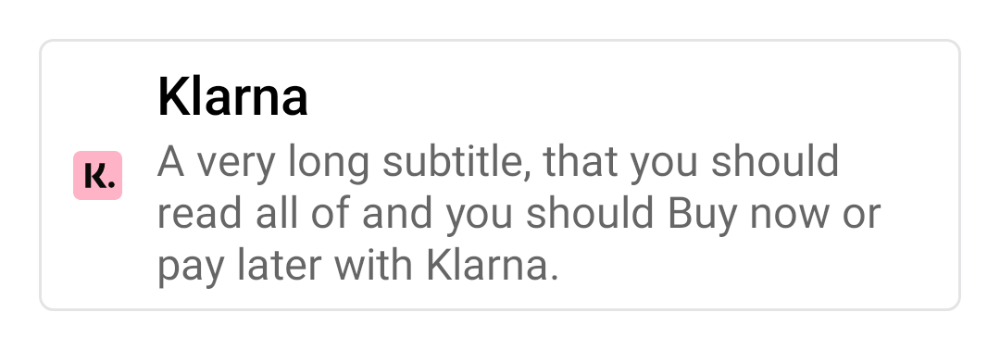 Klarna
K.
A very long subtitle, that you should
read all of and you should Buy now or
pay later with Klarna.